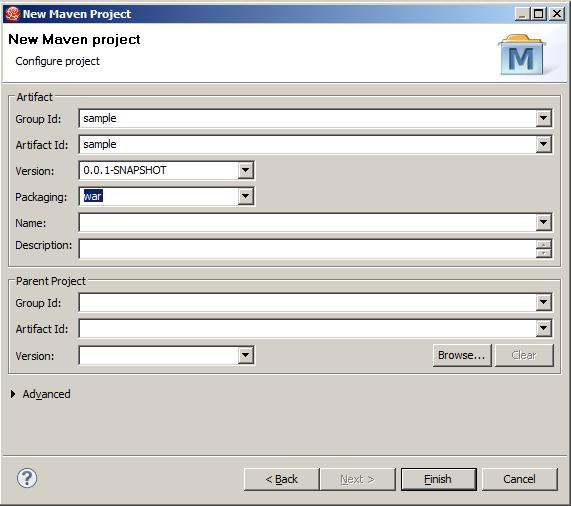 New Maven Project
New Maven project
Configure project
M
Artifact
Group Id: sample
Artifact Id: sample
Version: 0.0.1-SNAPSHOT
Packaging: war
Name:
Description:
Parent Project
Group Id:
Artifact Id:
Version: Browse... Clear
Advanced
? < Back Next > Finish Cancel